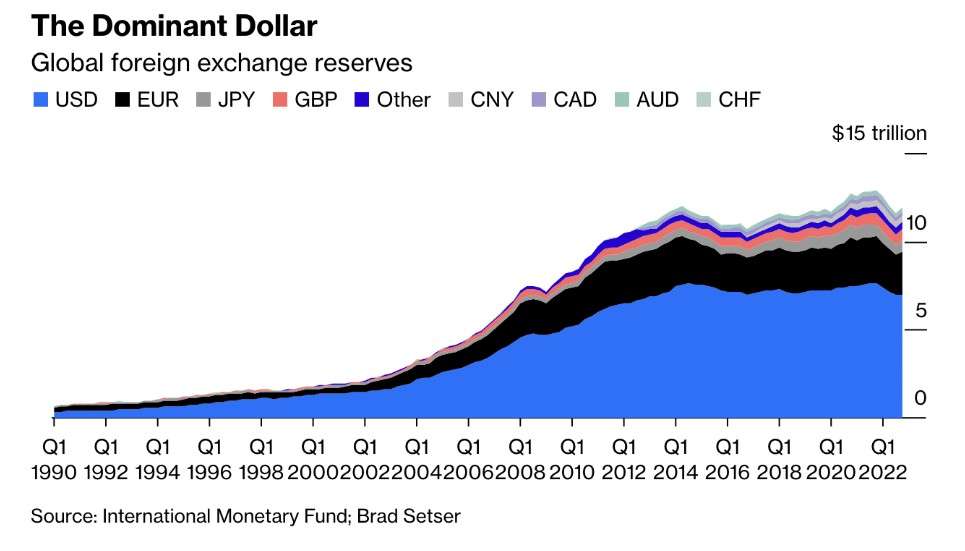 The Dominant Dollar
Global foreign exchange reserves
USD EUR JPY GBP Other CNY CAD AUD CHF
$15 trillion
10
5
0
Q1 Q1 Q1 Q1 Q1 Q1 Q1 Q1 Q1 Q1 Q1 Q1 Q1 Q1 Q1 Q1 Q1
1990 1992 1994 1996 1998 2000 2002 2004 2006 2008 2010 2012 2014 2016 2018 2020 2022
Source: International Monetary Fund; Brad Setser